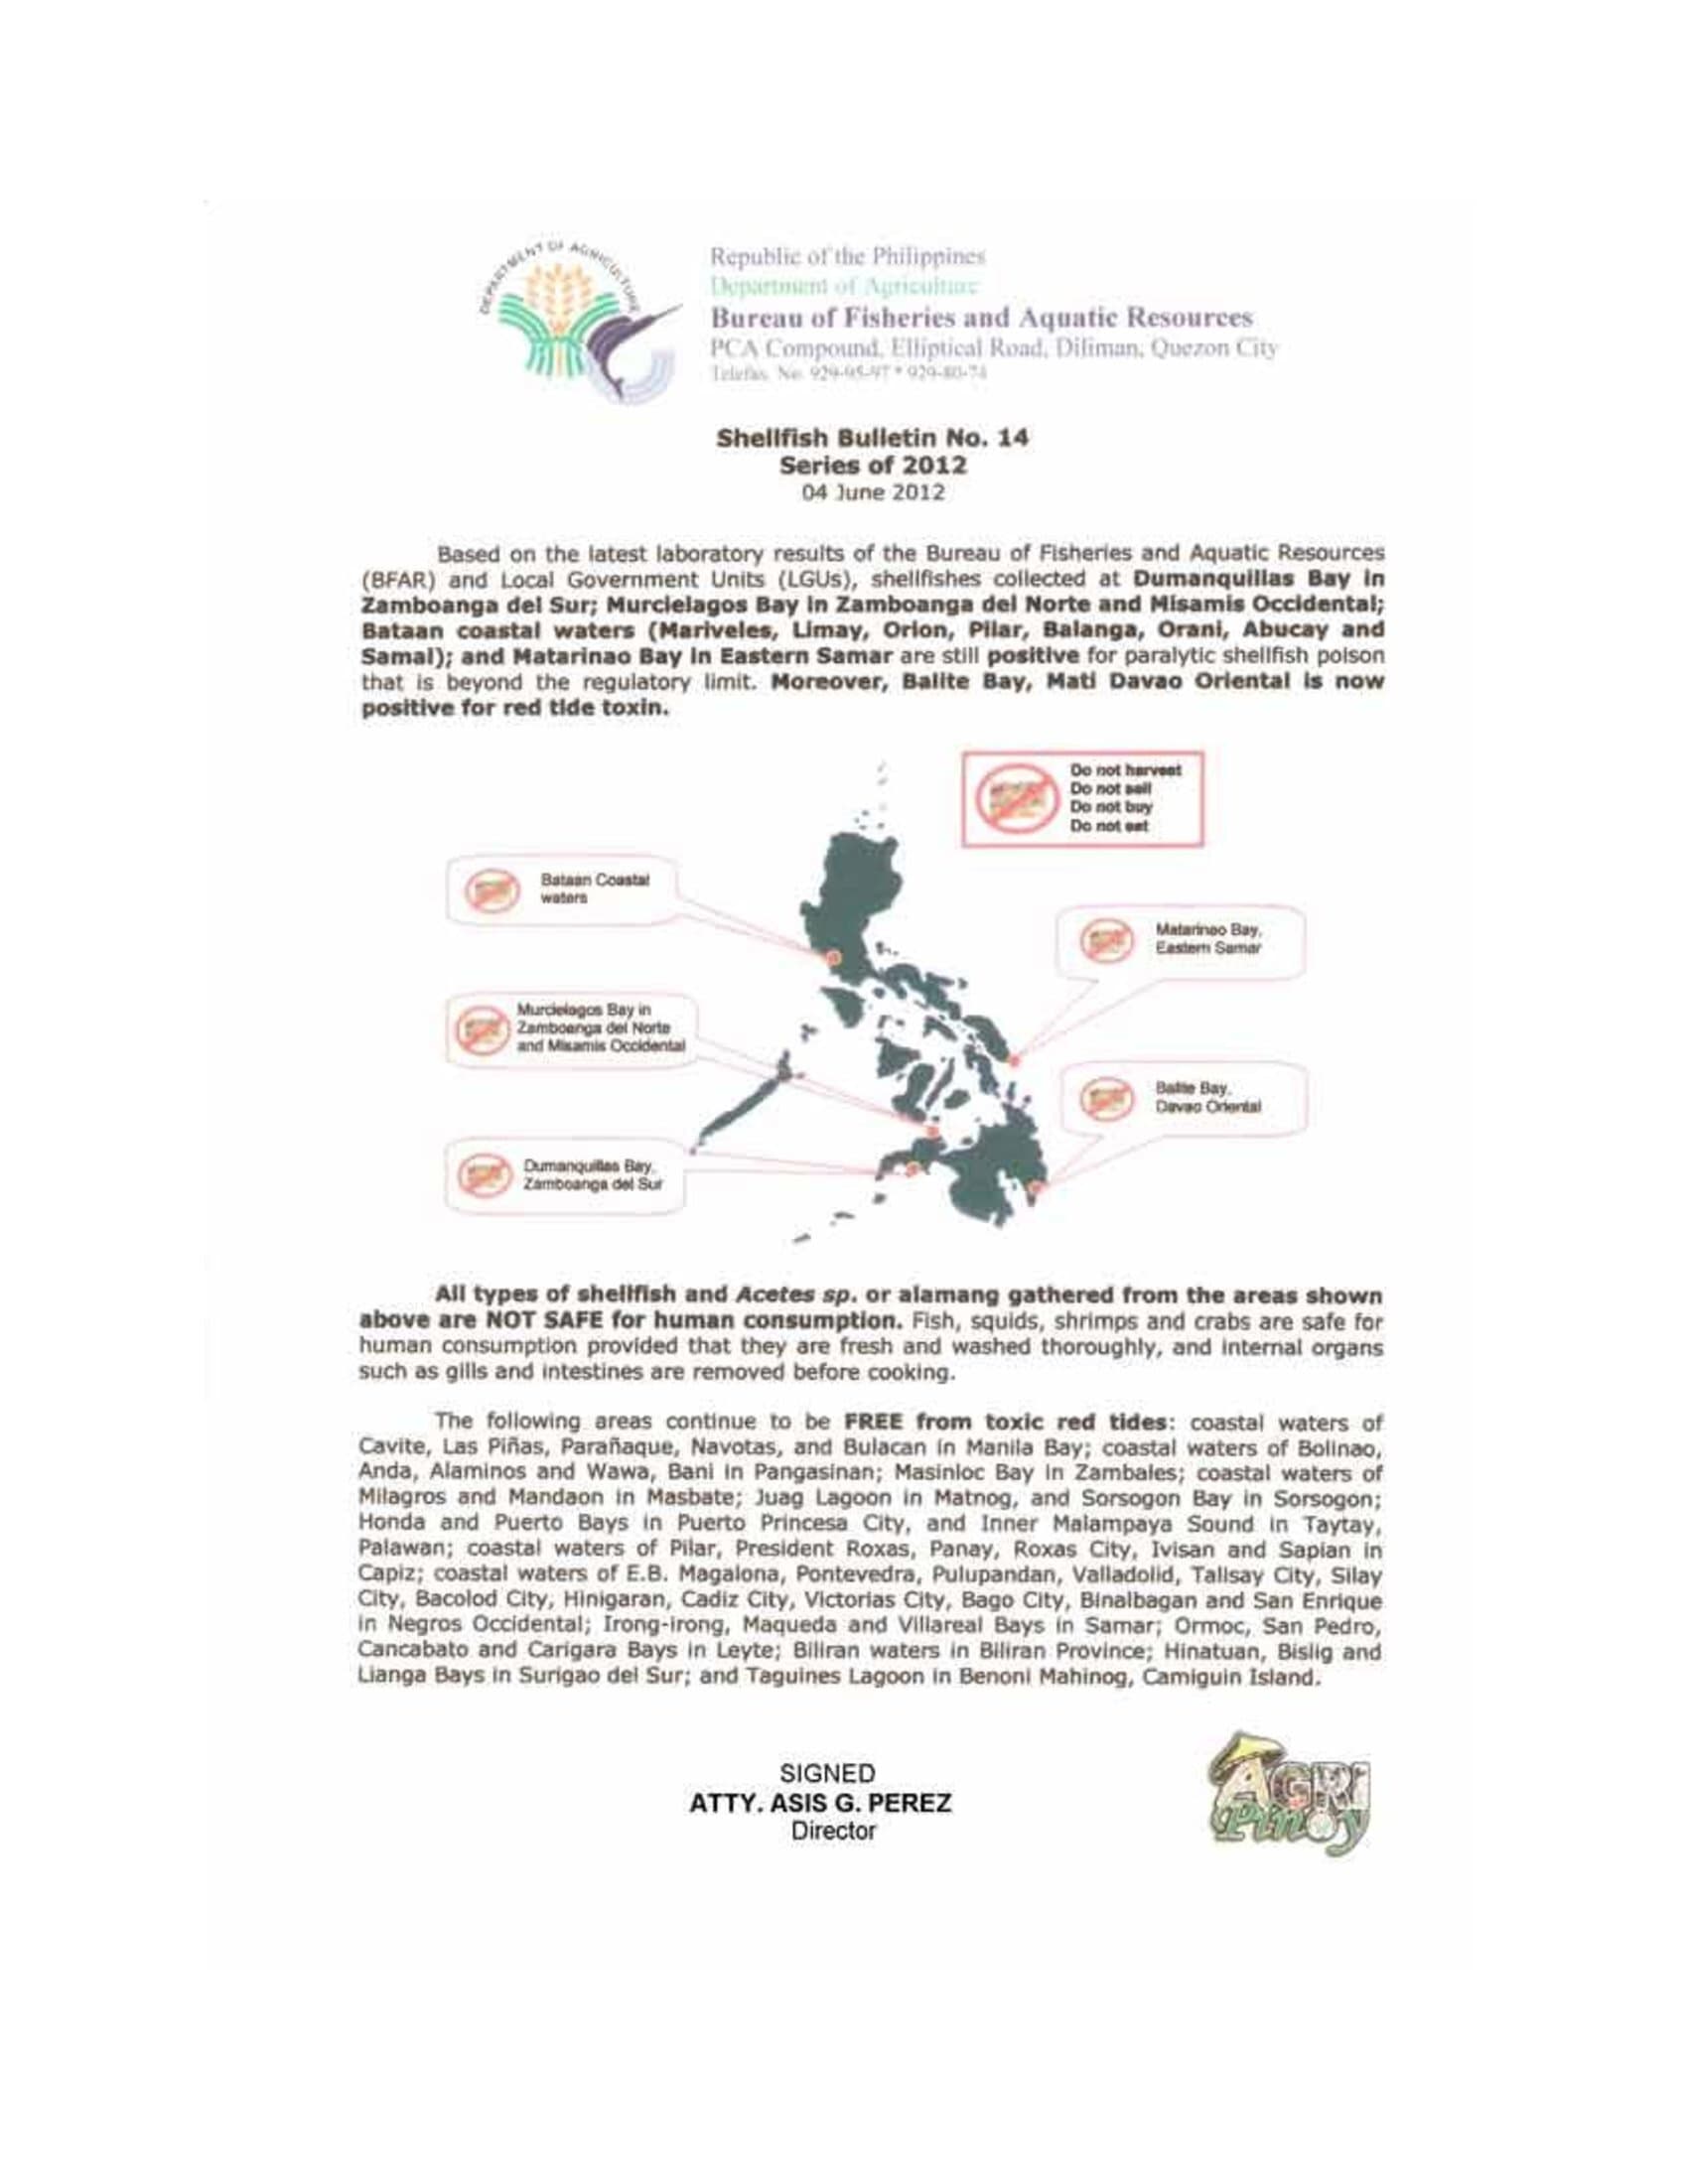 DEPARTMENT OF AGRICULTURE
Republic of the Philippines
Department of Agriculture
Bureau of Fisheries and Aquatic Resources
PCA Compound, Elliptical Road, Diliman, Quezon City
Telefax No. 929-95-97 * 929-80-74
Shellfish Bulletin No. 14
Series of 2012
04 June 2012
Based on the latest laboratory results of the Bureau of Fisheries and Aquatic Resources
(BFAR) and Local Government Units (LGUs), shellfishes collected at Dumanquillas Bay in
Zamboanga del Sur; Murcielagos Bay in Zamboanga del Norte and Misamis Occidental;
Bataan coastal waters (Mariveles, Limay, Orion, Pilar, Balanga, Orani, Abucay and
Samal); and Matarinao Bay in Eastern Samar are still positive for paralytic shellfish poison
that is beyond the regulatory limit. Moreover, Balite Bay, Mati Davao Oriental is now
positive for red tide toxin.
Do not harvest
Do not sell
Do not buy
Do not eat
Bataan Coastal
waters
Matarinao Bay,
Eastern Samar
Murcielagos Bay in
Zamboanga del Norte
and Misamis Occidental
Balite Bay,
Davao Oriental
Dumanquillas Bay,
Zamboanga del Sur
All types of shellfish and Acetes sp. or alamang gathered from the areas shown
above are NOT SAFE for human consumption. Fish, squids, shrimps and crabs are safe for
human consumption provided that they are fresh and washed thoroughly, and internal organs
such as gills and intestines are removed before cooking.
The following areas continue to be FREE from toxic red tides: coastal waters of
Cavite, Las Piñas, Parañaque, Navotas, and Bulacan in Manila Bay; coastal waters of Bolinao,
Anda, Alaminos and Wawa, Bani in Pangasinan; Masinloc Bay in Zambales; coastal waters of
Milagros and Mandaon in Masbate; Juag Lagoon in Matnog, and Sorsogon Bay in Sorsogon;
Honda and Puerto Bays in Puerto Princesa City, and Inner Malampaya Sound in Taytay,
Palawan; coastal waters of Pilar, President Roxas, Panay, Roxas City, Ivisan and Sapian in
Capiz; coastal waters of E.B. Magalona, Pontevedra, Pulupandan, Valladolid, Talisay City, Silay
City, Bacolod City, Hinigaran, Cadiz City, Victorias City, Bago City, Binalbagan and San Enrique
in Negros Occidental; Irong-irong, Maqueda and Villareal Bays in Samar; Ormoc, San Pedro,
Cancabato and Carigara Bays in Leyte; Biliran waters in Biliran Province; Hinatuan, Bislig and
Lianga Bays in Surigao del Sur; and Taguines Lagoon in Benoni Mahinog, Camiguin Island.
SIGNED
ATTY. ASIS G. PEREZ
Director
AGRI
Pinoy